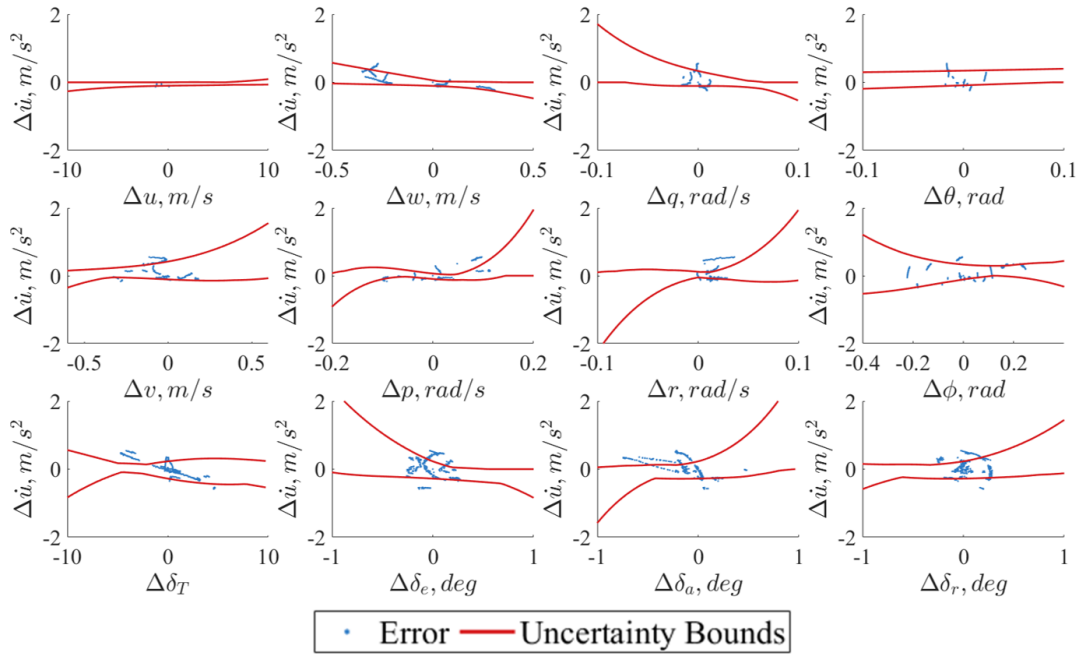 2 2 2 2
Δu̇, m/s² Δu̇, m/s² Δu̇, m/s² Δu̇, m/s²
0 0 0 0
-2 -2 -2 -2
-10 0 10 -0.5 0 0.5 -0.1 0 0.1 -0.1 0 0.1
Δu, m/s Δw, m/s Δq, rad/s Δθ, rad
2 2 2 2
Δu̇, m/s² Δu̇, m/s² Δu̇, m/s² Δu̇, m/s²
0 0 0 0
-2 -2 -2 -2
-0.5 0 0.5 -0.2 0 0.2 -0.1 0 0.1 -0.4 -0.2 0 0.2
Δv, m/s Δp, rad/s Δr, rad/s Δϕ, rad
2 2 2 2
Δu̇, m/s² Δu̇, m/s² Δu̇, m/s² Δu̇, m/s²
0 0 0 0
-2 -2 -2 -2
-10 0 10 -1 0 1 -1 0 1 -1 0 1
Δδ_T Δδ_e, deg Δδ_a, deg Δδ_r, deg
Error Uncertainty Bounds